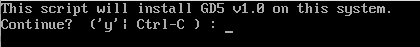 This script will install GD5 v1.0 on this system.
Continue?  ('y'¦ Ctrl-C ) : _